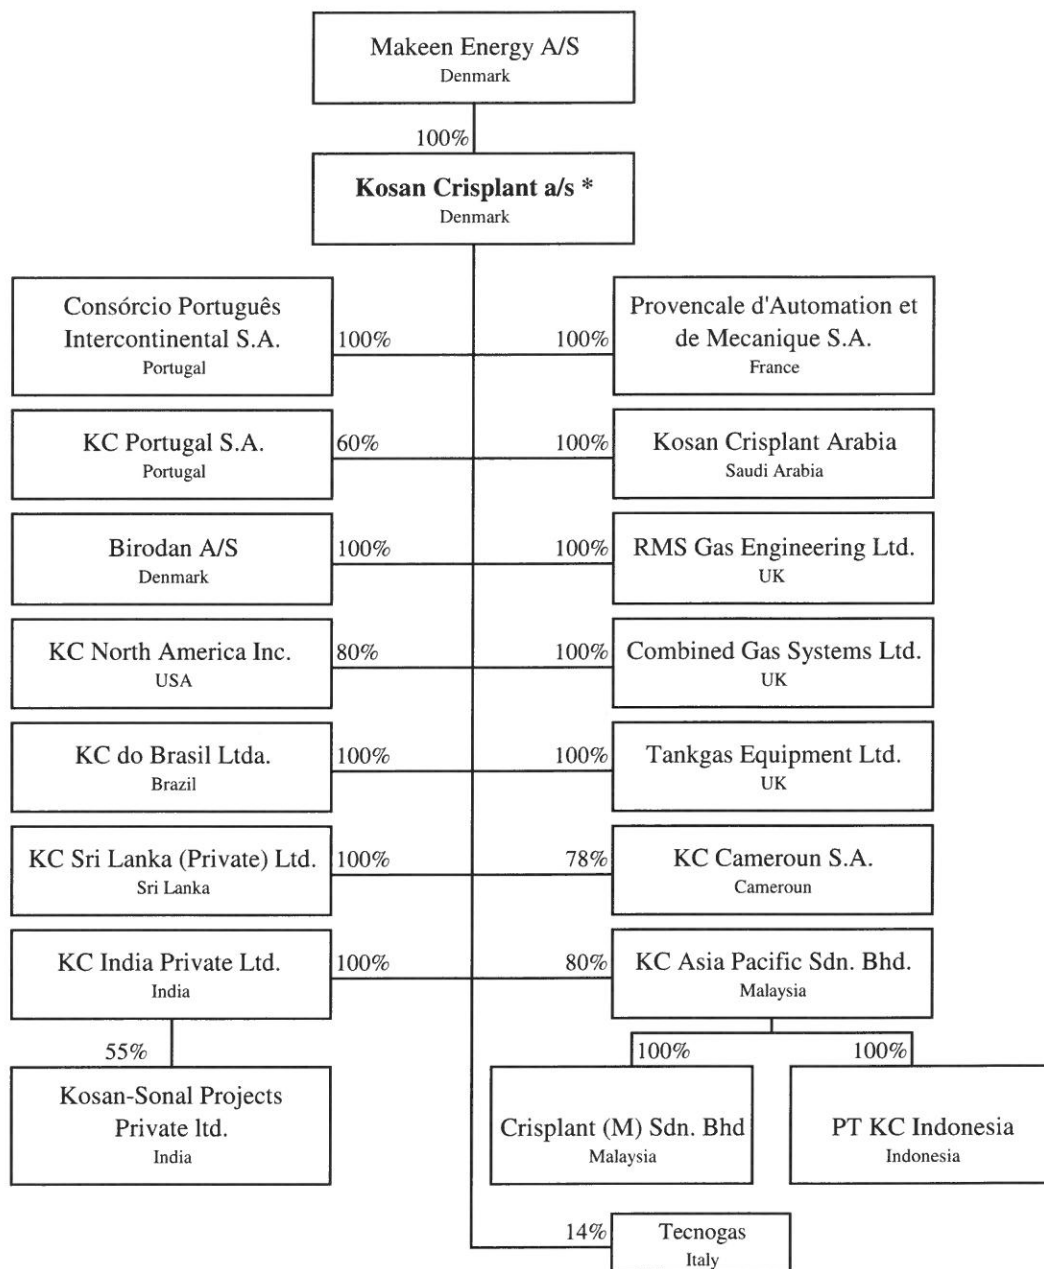 Makeen Energy A/S
Denmark
100%
Kosan Crisplant a/s *
Denmark
Consórcio Português
Intercontinental S.A.
Portugal
100%
100%
Provencale d'Automation et
de Mecanique S.A.
France
KC Portugal S.A.
Portugal
60%
100%
Kosan Crisplant Arabia
Saudi Arabia
Birodan A/S
Denmark
100%
100%
RMS Gas Engineering Ltd.
UK
KC North America Inc.
USA
80%
100%
Combined Gas Systems Ltd.
UK
KC do Brasil Ltda.
Brazil
100%
100%
Tankgas Equipment Ltd.
UK
KC Sri Lanka (Private) Ltd.
Sri Lanka
100%
78%
KC Cameroun S.A.
Cameroun
KC India Private Ltd.
India
100%
80%
KC Asia Pacific Sdn. Bhd.
Malaysia
55%
Kosan-Sonal Projects
Private ltd.
India
100%
Crisplant (M) Sdn. Bhd
Malaysia
100%
PT KC Indonesia
Indonesia
14%
Tecnogas
Italy